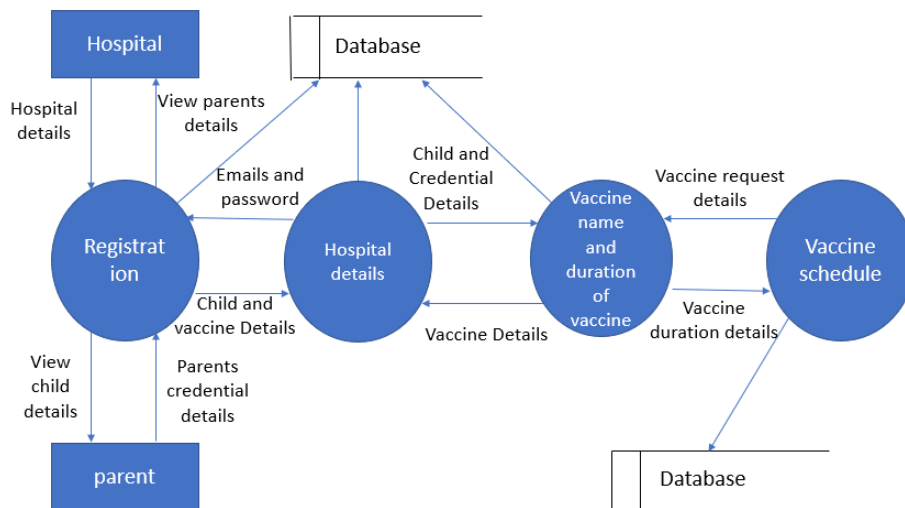 Hospital
Database
Hospital
details
View parents
details
Emails and
password
Child and
Credential
Details
Vaccine request
details
Registrat
ion
Hospital
details
Vaccine
name
and
duration
of
vaccine
Vaccine
schedule
Child and
vaccine Details
Vaccine Details
Vaccine
duration details
View
child
details
Parents
credential
details
parent
Database